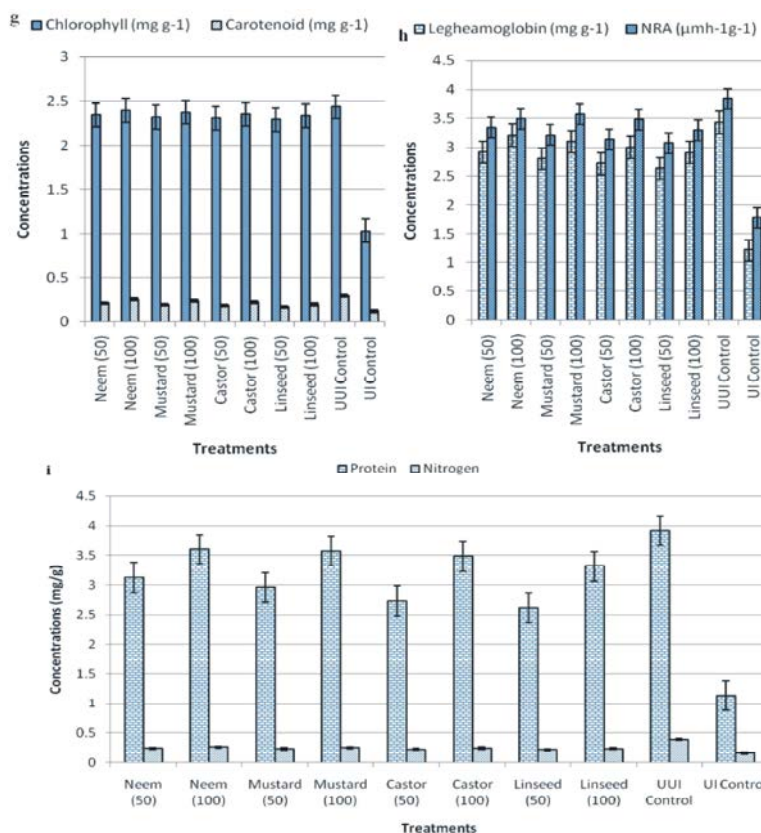 g
Chlorophyll (mg g-1) Carotenoid (mg g-1)
3
2.5
2
1.5
1
0.5
0
Concentrations
Neem (50)
Neem (100)
Mustard (50)
Mustard (100)
Castor (50)
Castor (100)
Linseed (50)
Linseed (100)
UUI Control
UI Control
Treatments
h
Legheamoglobin (mg g-1) NRA (μmh-1g-1)
4.5
4
3.5
3
2.5
2
1.5
1
0.5
0
Concentrations
Neem (50)
Neem (100)
Mustard (50)
Mustard (100)
Castor (50)
Castor (100)
Linseed (50)
Linseed (100)
UUI Control
UI Control
Treatments
i
Protein Nitrogen
4.5
4
3.5
3
2.5
2
1.5
1
0.5
0
Concentrations (mg/g)
Neem (50)
Neem (100)
Mustard (50)
Mustard (100)
Castor (50)
Castor (100)
Linseed (50)
Linseed (100)
UUI Control
UI Control
Treatments